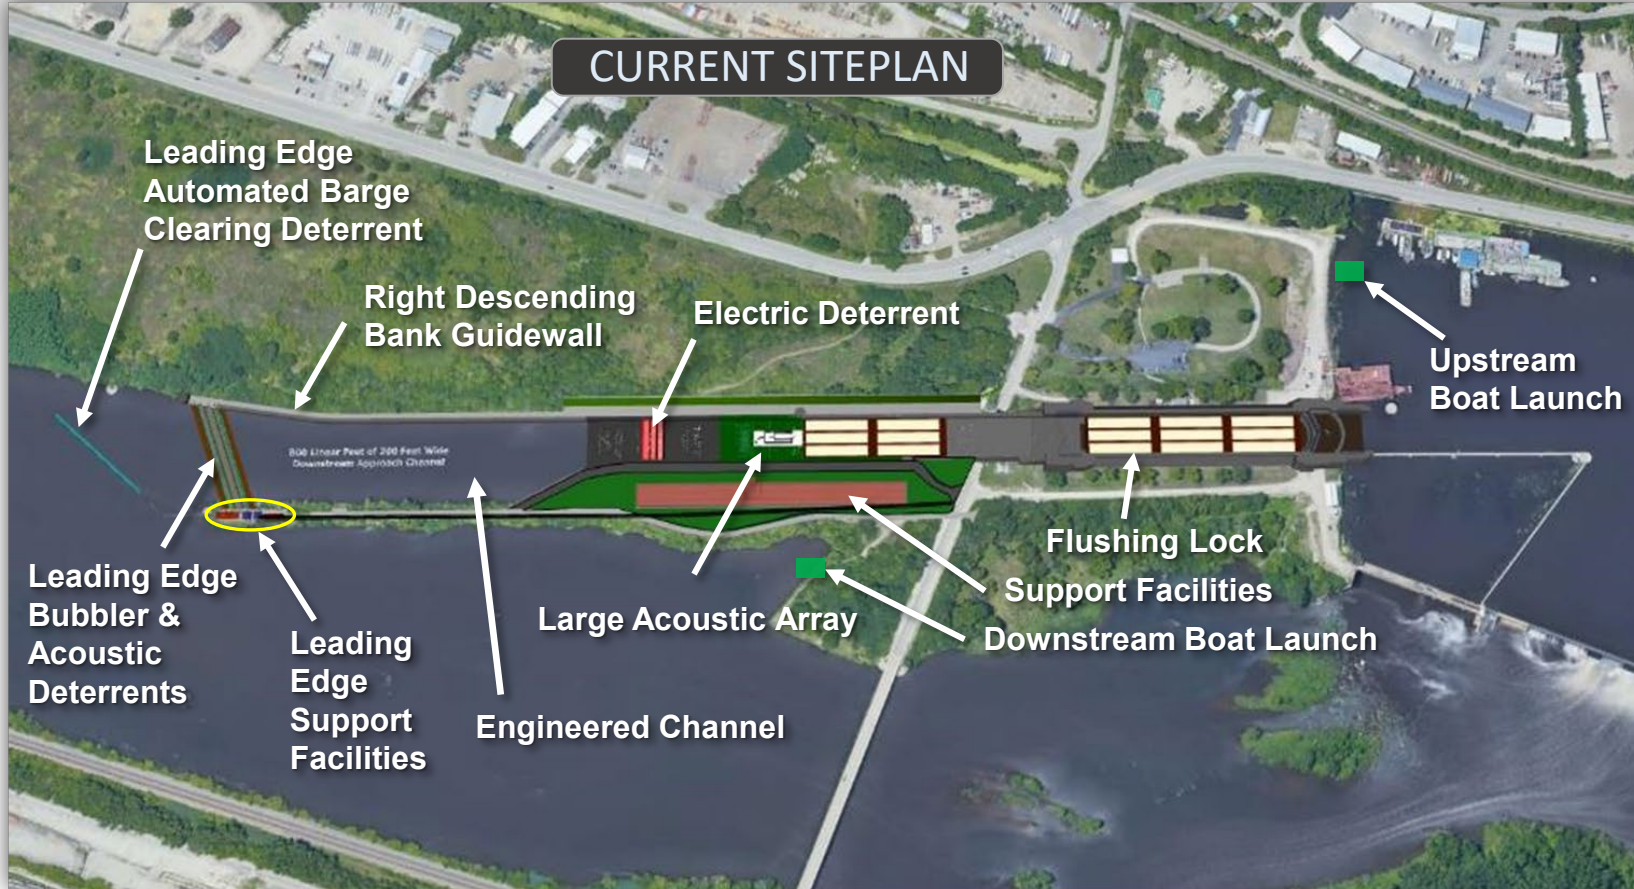 CURRENT SITEPLAN
Leading Edge
Automated Barge
Clearing Deterrent
Right Descending
Bank Guidewall
Electric Deterrent
Upstream
Boat Launch
800 Linear Feet of 200 Feet Wide
Downstream Approach Channel
Flushing Lock
Leading Edge
Bubbler &
Acoustic
Deterrents
Support Facilities
Large Acoustic Array
Downstream Boat Launch
Leading
Edge
Support
Facilities
Engineered Channel